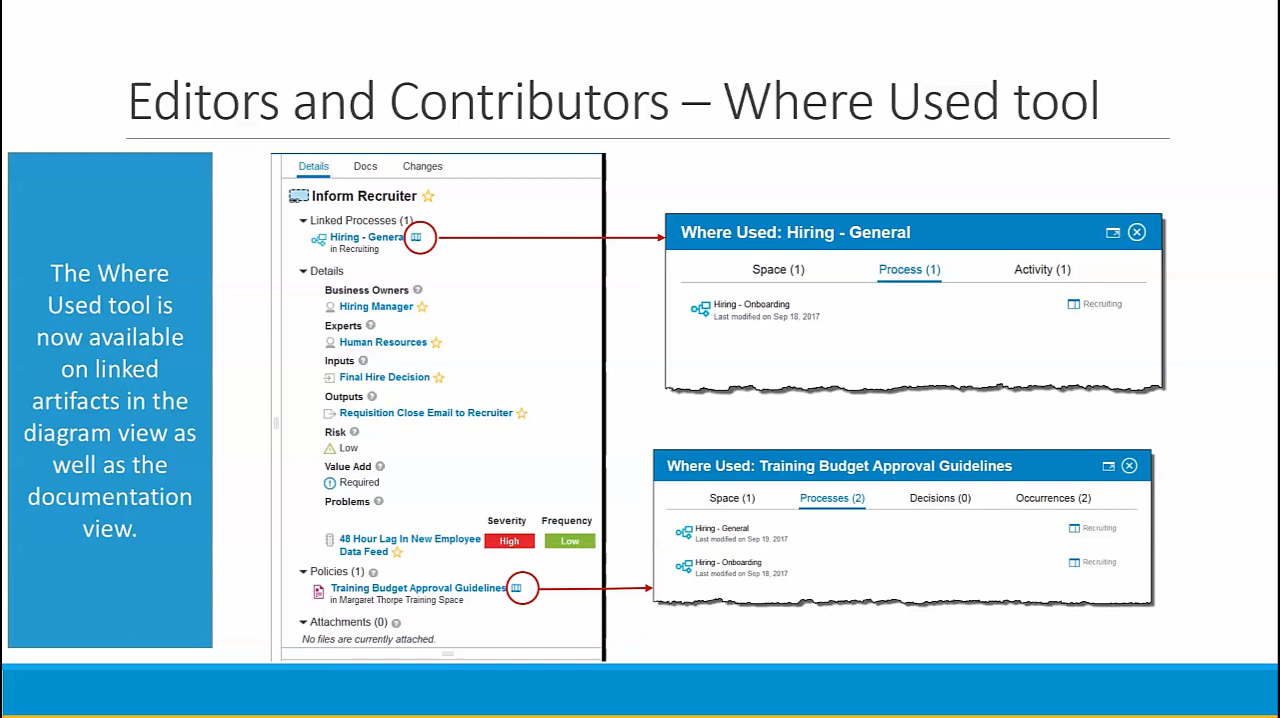 Editors and Contributors – Where Used tool
The Where
Used tool is
now available
on linked
artifacts in the
diagram view as
well as the
documentation
view.
Details Docs Changes
Inform Recruiter
Linked Processes (1)
Hiring - General
in Recruiting
Details
Business Owners
Hiring Manager
Experts
Human Resources
Inputs
Final Hire Decision
Outputs
Requisition Close Email to Recruiter
Risk
Low
Value Add
Required
Problems
Severity Frequency
48 Hour Lag In New Employee High Low
Data Feed
Policies (1)
Training Budget Approval Guidelines
in Margaret Thorpe Training Space
Attachments (0)
No files are currently attached.
Where Used: Hiring - General
Space (1) Process (1) Activity (1)
Hiring - Onboarding Recruiting
Last modified on Sep 18, 2017
Where Used: Training Budget Approval Guidelines
Space (1) Processes (2) Decisions (0) Occurrences (2)
Hiring - General Recruiting
Last modified on Sep 19, 2017
Hiring - Onboarding Recruiting
Last modified on Sep 18, 2017